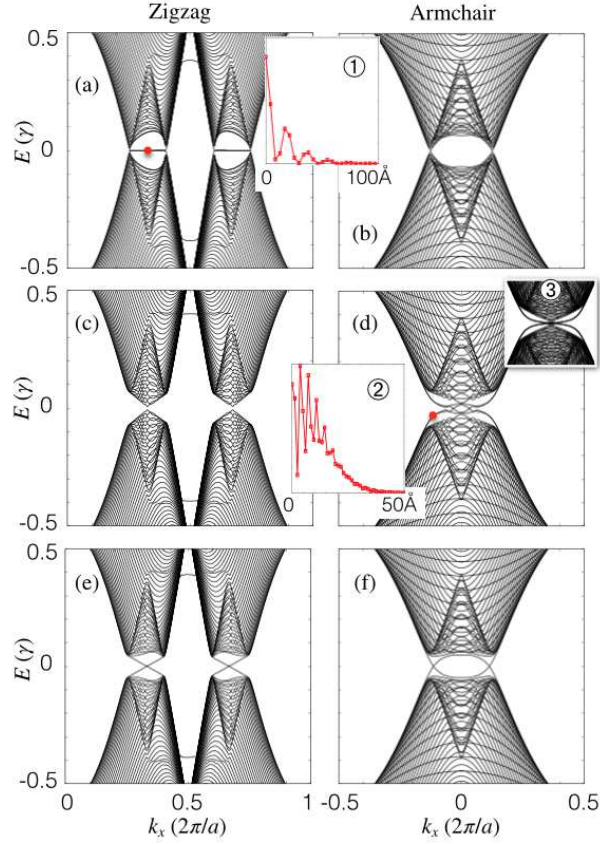 Zigzag
Armchair
0.5
0
-0.5
E (γ)
(a)
①
0
100Å
(b)
0.5
0
-0.5
E (γ)
(c)
②
0
50Å
(d)
③
0.5
0
-0.5
E (γ)
(e)
(f)
0
0.5
1
-0.5
0
0.5
kx (2π/a)
kx (2π/a)